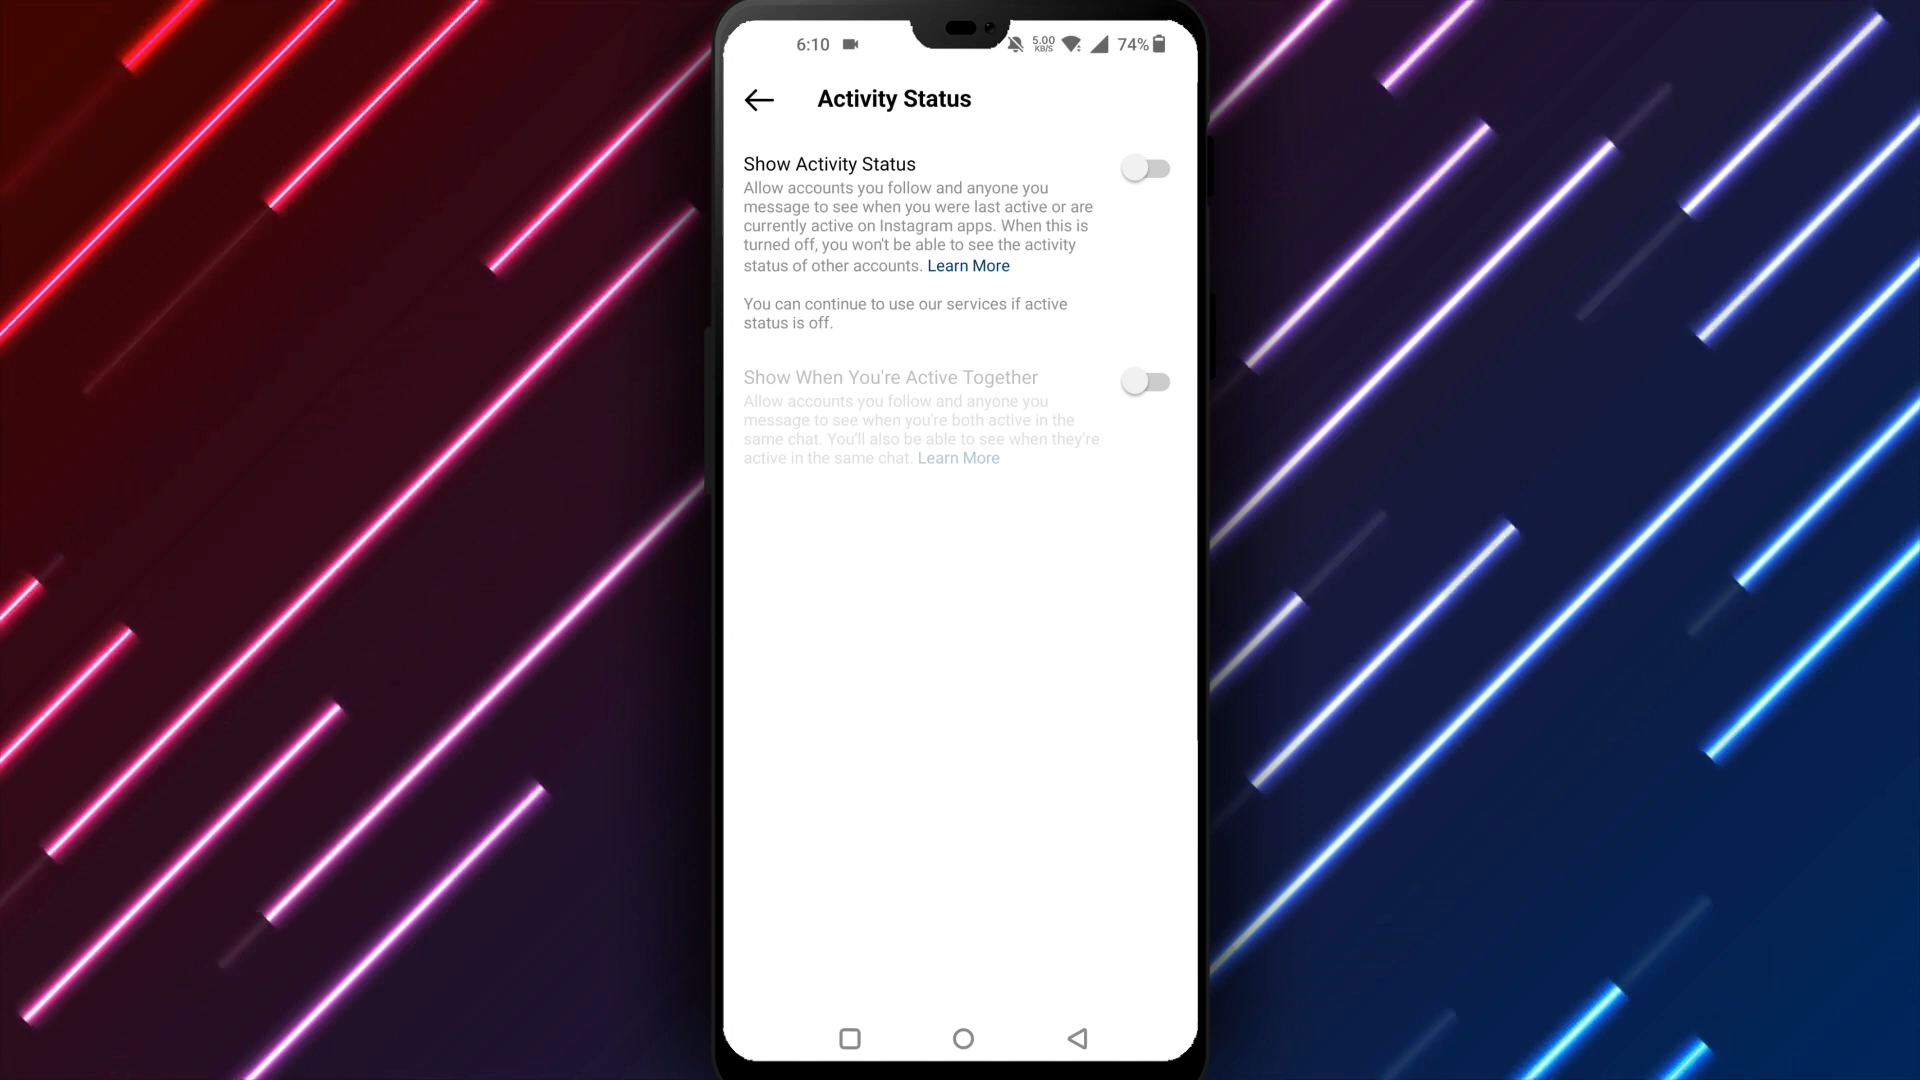 6:10 5.00 KB/S 74%
Activity Status
Show Activity Status
Allow accounts you follow and anyone you
message to see when you were last active or are
currently active on Instagram apps. When this is
turned off, you won't be able to see the activity
status of other accounts. Learn More
You can continue to use our services if active
status is off.
Show When You're Active Together
Allow accounts you follow and anyone you
message to see when you're both active in the
same chat. You'll also be able to see when they're
active in the same chat. Learn More